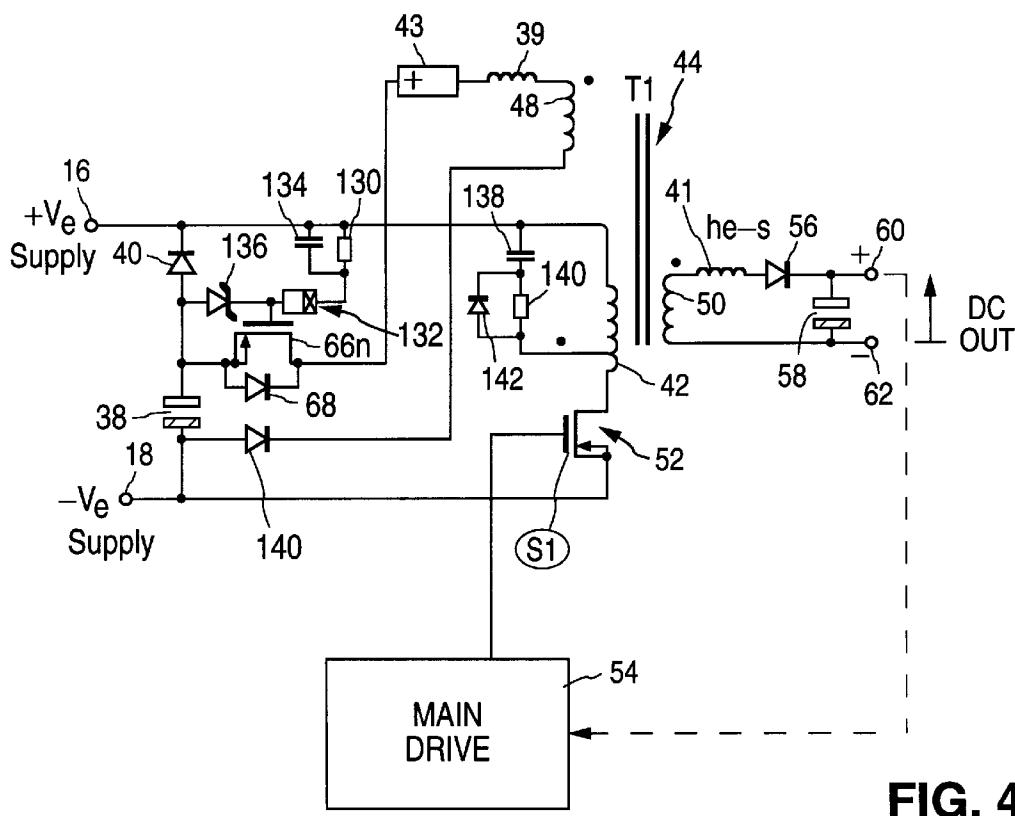 43
39
44
T1
48
16
134
130
138
41
he–s
56
+
60
+Ve
Supply
40
136
140
50
DC
OUT
132
66n
142
42
58
–
62
38
68
52
18
–Ve
Supply
140
S1
54
MAIN
DRIVE
+
FIG. 4